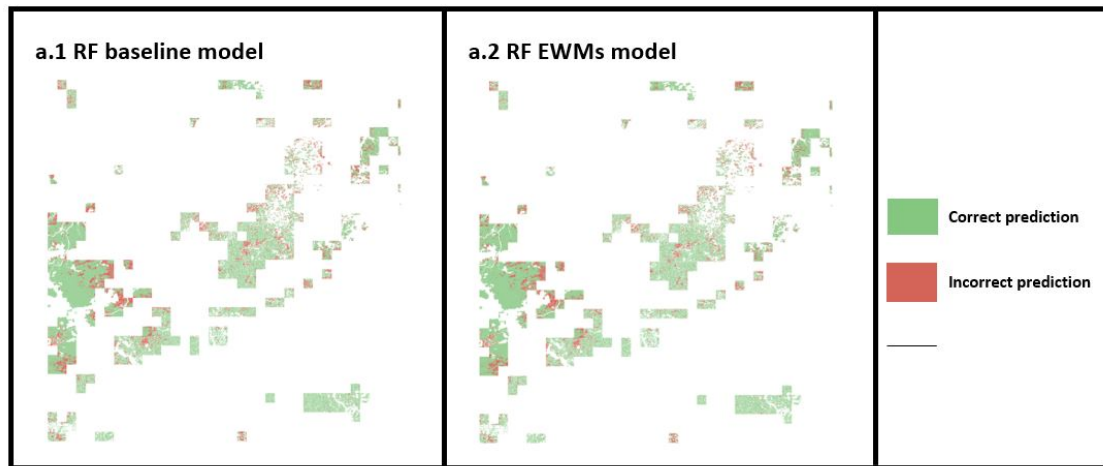 a.1 RF baseline model
a.2 RF EWMs model
Correct prediction
Incorrect prediction